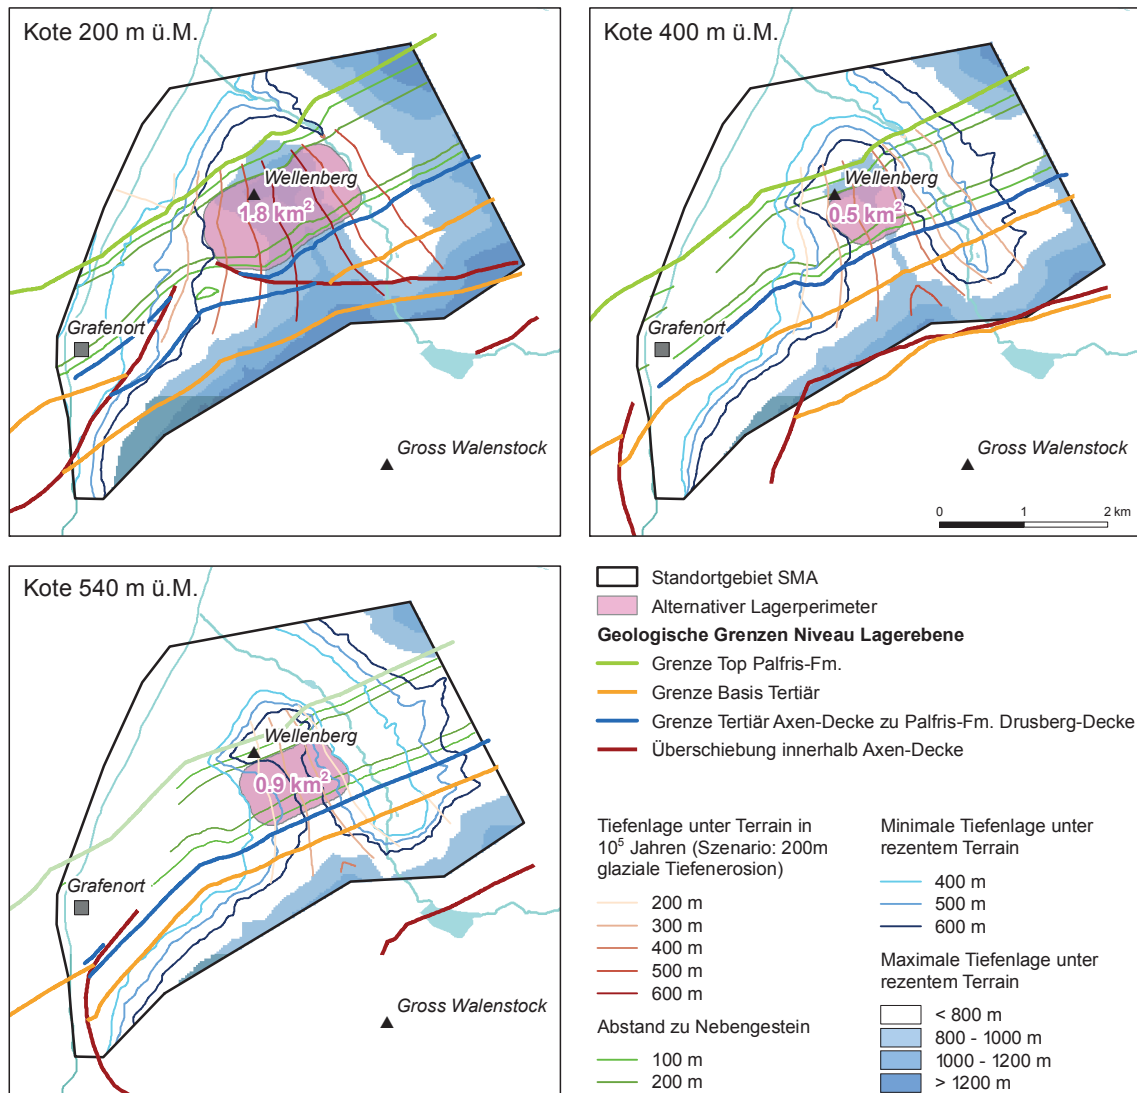 Kote 200 m ü.M.
Wellenberg
1.8 km²
Grafenort
Gross Walenstock
Kote 400 m ü.M.
Wellenberg
0.5 km²
Grafenort
Gross Walenstock
0 1 2 km
Kote 540 m ü.M.
Wellenberg
0.9 km²
Grafenort
Gross Walenstock
Standortgebiet SMA
Alternativer Lagerperimeter
Geologische Grenzen Niveau Lagerebene
Grenze Top Palfris-Fm.
Grenze Basis Tertiär
Grenze Tertiär Axen-Decke zu Palfris-Fm. Drusberg-Decke
Überschiebung innerhalb Axen-Decke
Tiefenlage unter Terrain in
10⁵ Jahren (Szenario: 200m
glaziale Tiefenerosion)
200 m
300 m
400 m
500 m
600 m
Abstand zu Nebengestein
100 m
200 m
Minimale Tiefenlage unter
rezentem Terrain
400 m
500 m
600 m
Maximale Tiefenlage unter
rezentem Terrain
< 800 m
800 - 1000 m
1000 - 1200 m
> 1200 m